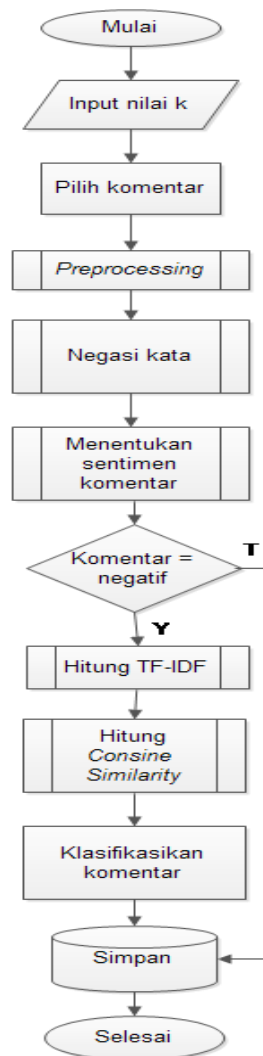 Mulai
Input nilai k
Pilih komentar
Preprocessing
Negasi kata
Menentukan
sentimen
komentar
Komentar =
negatif
T
Y
Hitung TF-IDF
Hitung
Consine
Similarity
Klasifikasikan
komentar
Simpan
Selesai